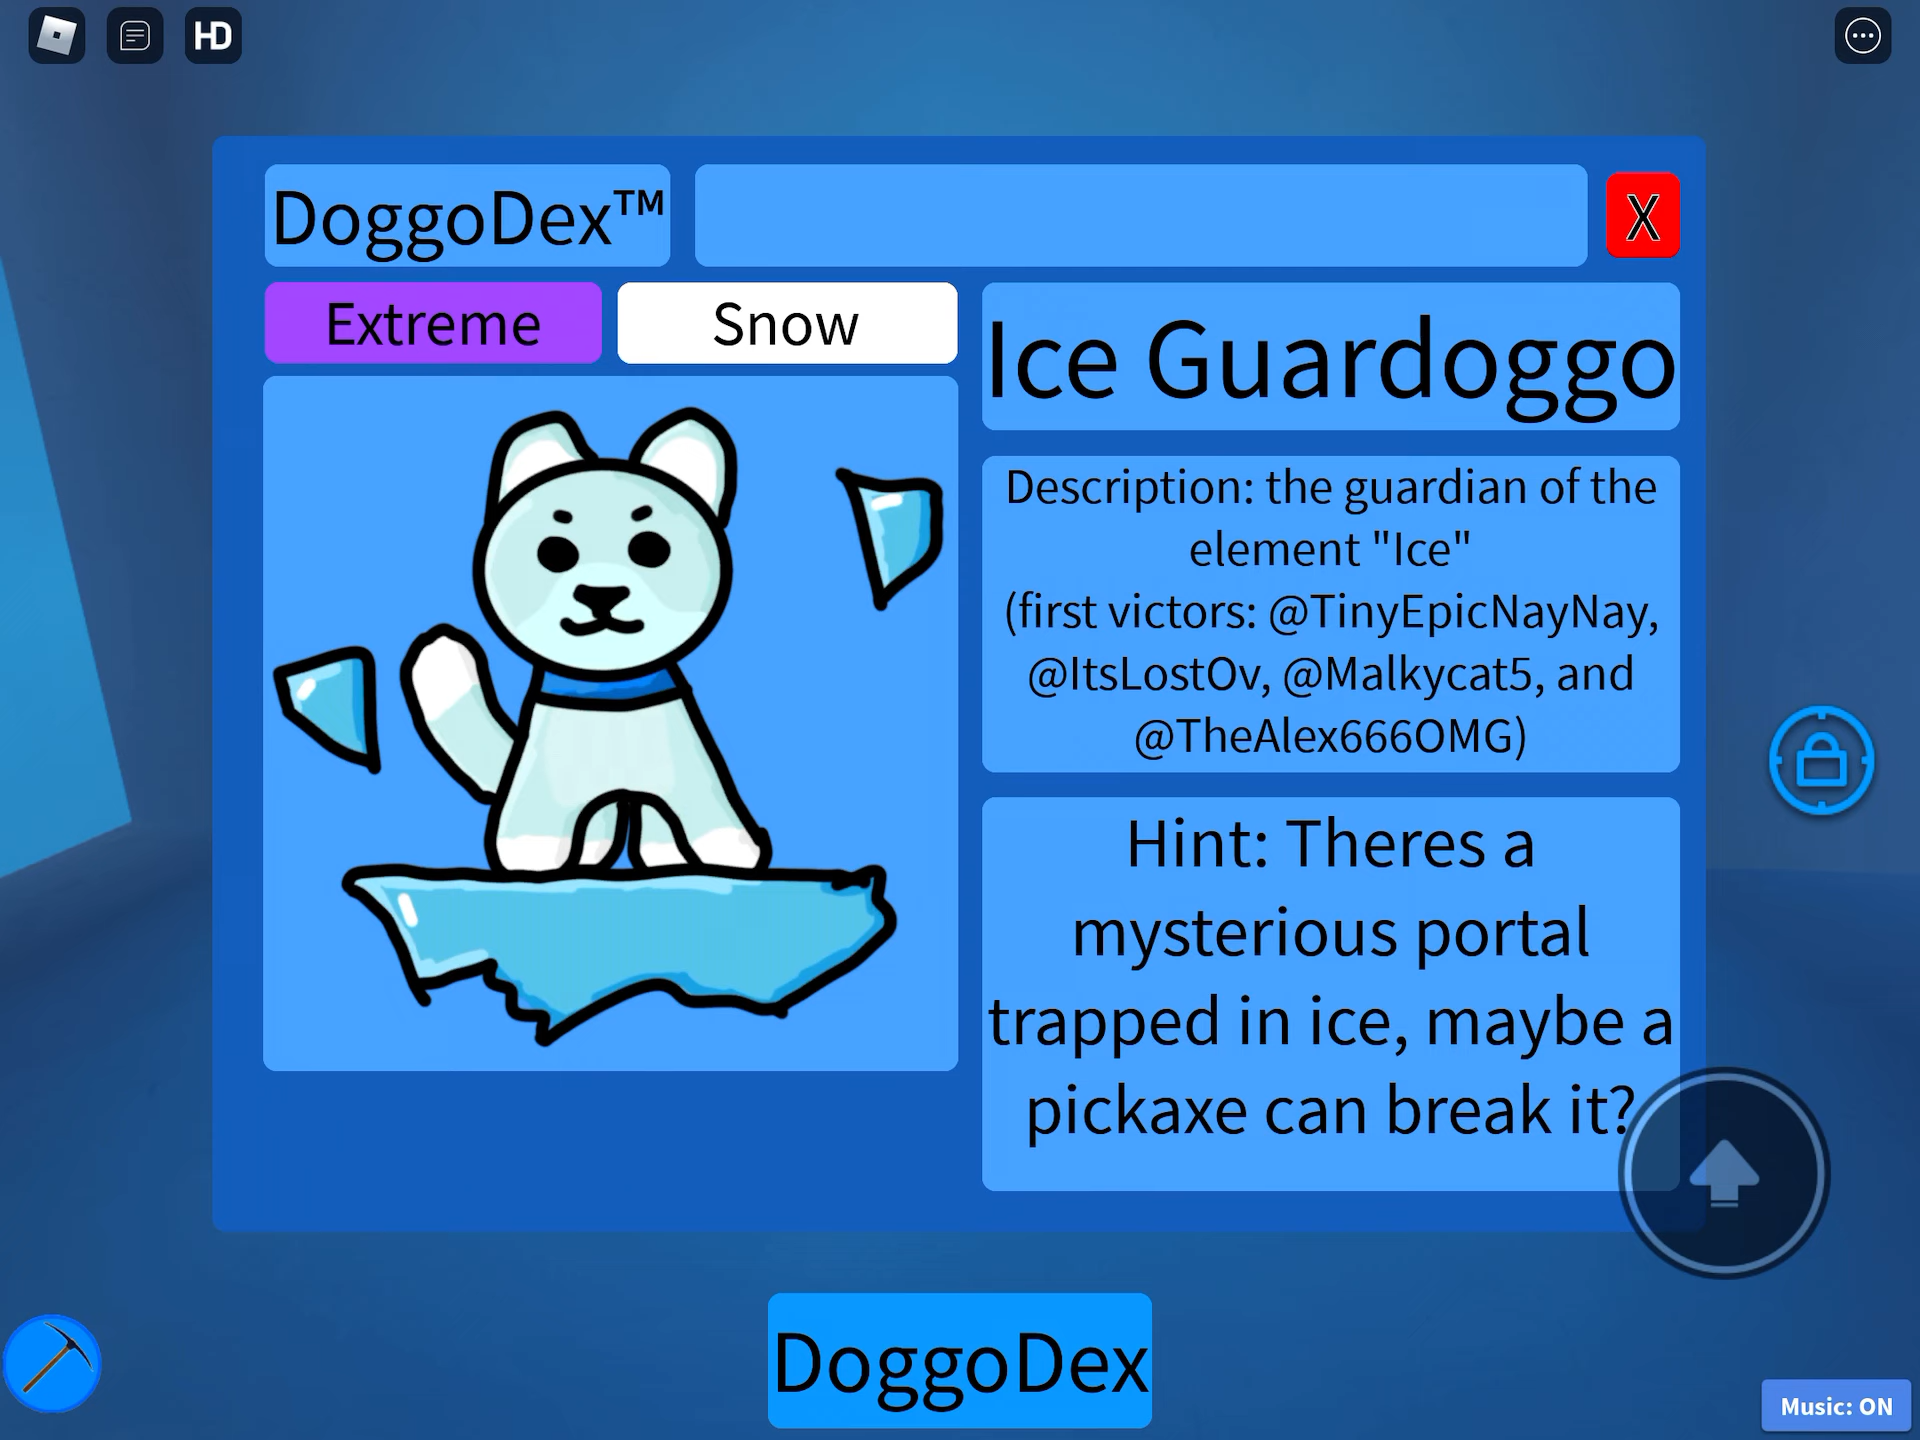 HD
DoggoDex™
X
Extreme
Snow
Ice Guardoggo
Description: the guardian of the
element "Ice"
(first victors: @TinyEpicNayNay,
@ItsLostOv, @Malkycat5, and
@TheAlex666OMG)
Hint: Theres a
mysterious portal
trapped in ice, maybe a
pickaxe can break it?
DoggoDex
Music: ON